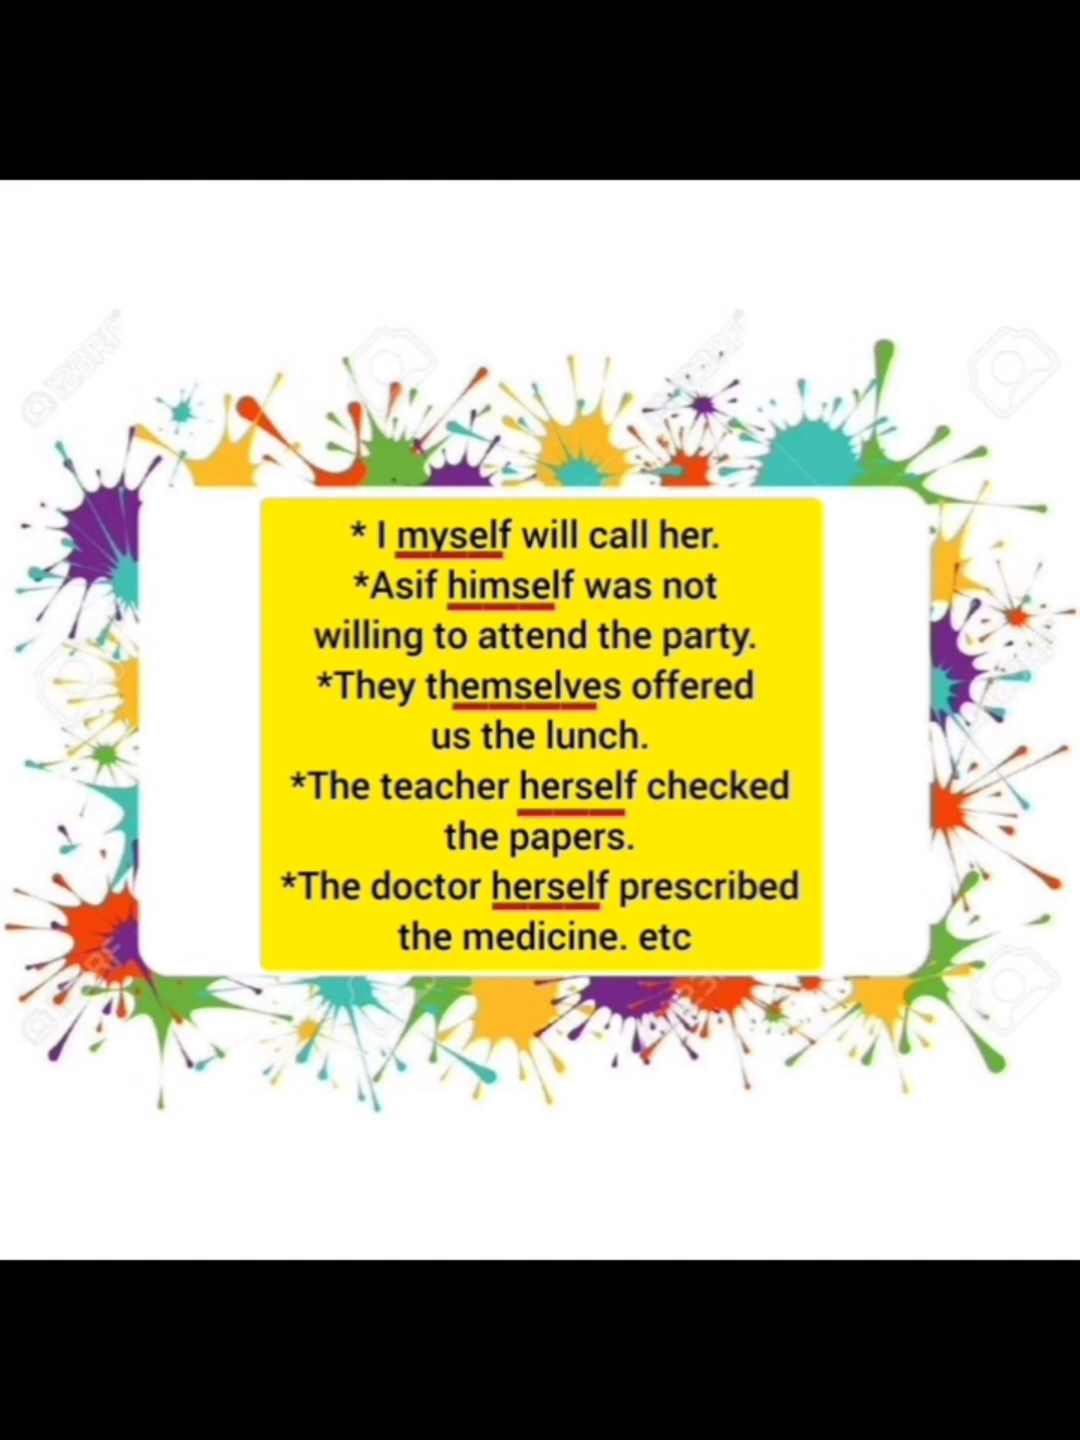 * I myself will call her.
*Asif himself was not
willing to attend the party.
*They themselves offered
us the lunch.
*The teacher herself checked
the papers.
*The doctor herself prescribed
the medicine. etc